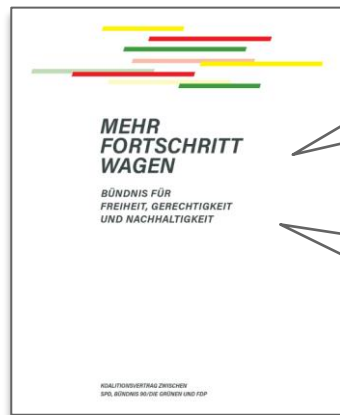 MEHR
FORTSCHRITT
WAGEN
BÜNDNIS FÜR
FREIHEIT, GERECHTIGKEIT
UND NACHHALTIGKEIT
KOALITIONSVERTRAG ZWISCHEN
SPD, BÜNDNIS 90/DIE GRÜNEN UND FDP